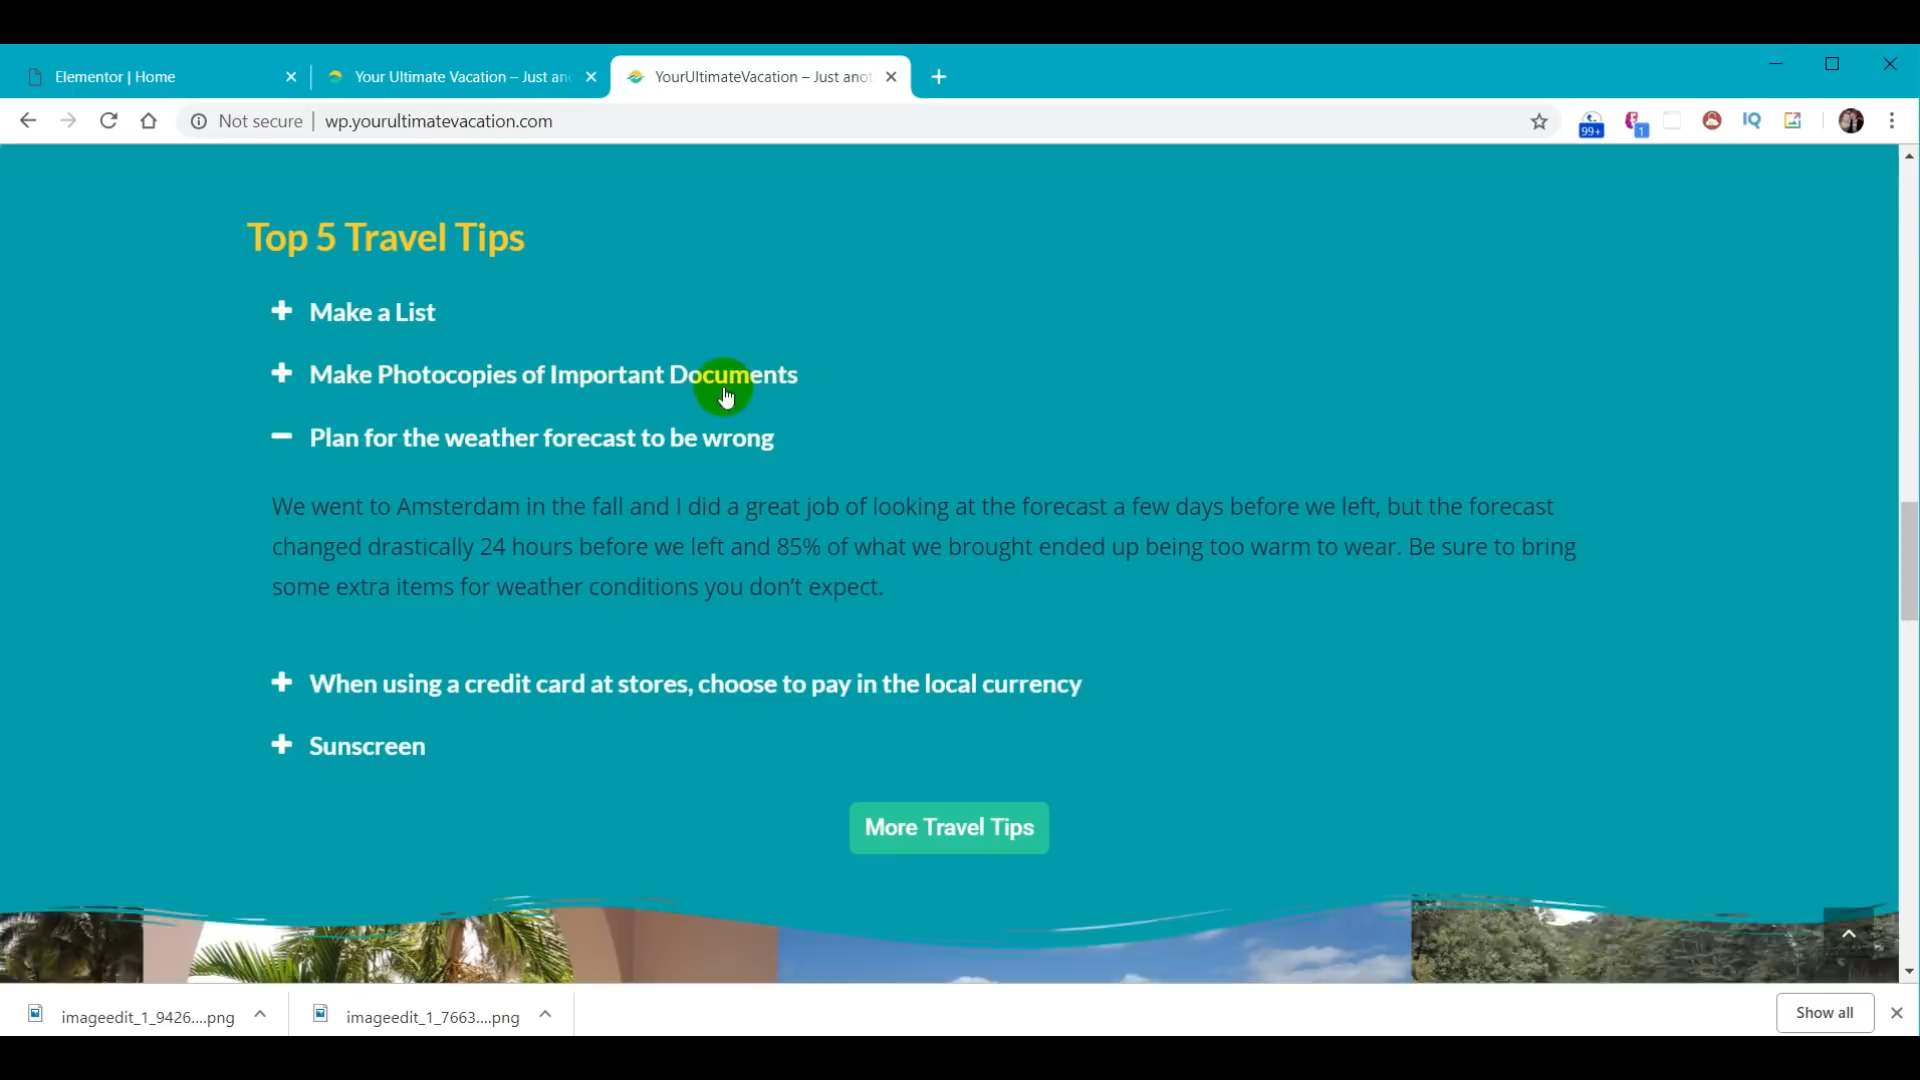 Elementor | Home
Your Ultimate Vacation – Just an
YourUltimateVacation – Just anot
Not secure | wp.yourultimatevacation.com
99+
1
IQ
Top 5 Travel Tips
Make a List
Make Photocopies of Important Documents
Plan for the weather forecast to be wrong
We went to Amsterdam in the fall and I did a great job of looking at the forecast a few days before we left, but the forecast
changed drastically 24 hours before we left and 85% of what we brought ended up being too warm to wear. Be sure to bring
some extra items for weather conditions you don’t expect.
When using a credit card at stores, choose to pay in the local currency
Sunscreen
More Travel Tips
imageedit_1_9426....png
imageedit_1_7663....png
Show all